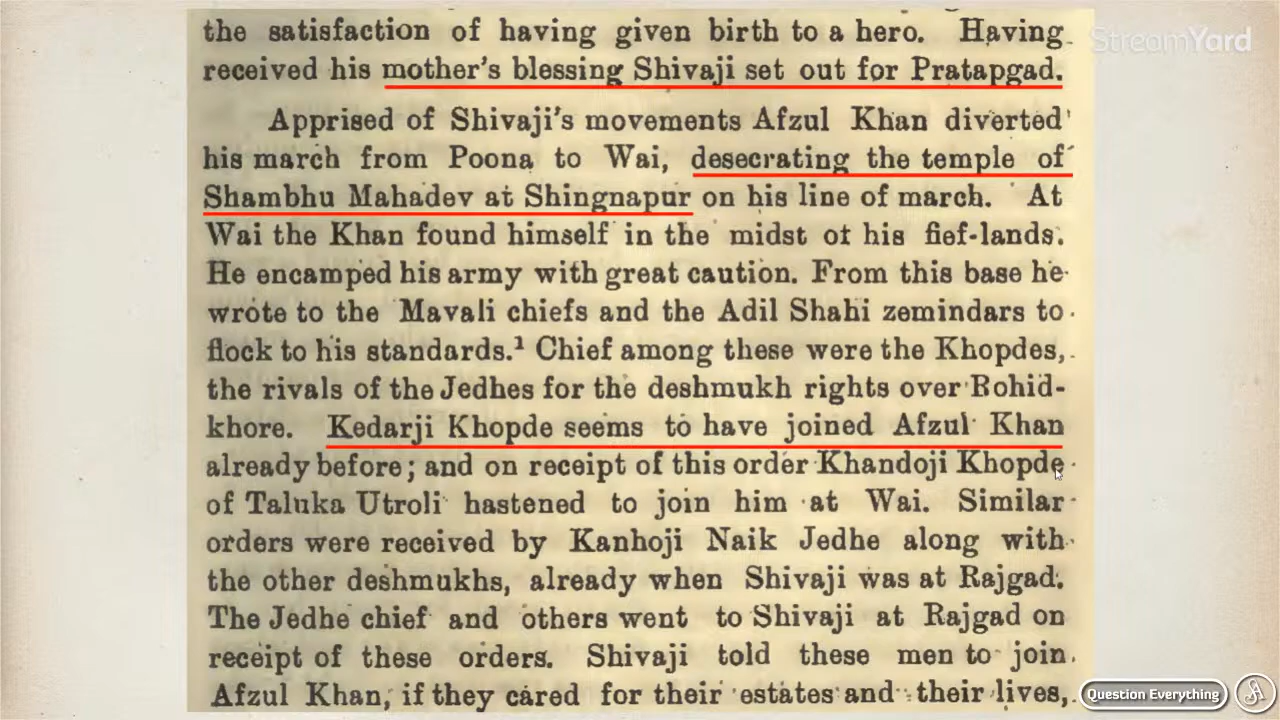 the satisfaction of having given birth to a hero. Having
received his mother's blessing Shivaji set out for Pratapgad.
Apprised of Shivaji's movements Afzul Khan diverted
his march from Poona to Wai, desecrating the temple of
Shambhu Mahadev at Shingnapur on his line of march. At
Wai the Khan found himself in the midst of his fief-lands.
He encamped his army with great caution. From this base he
wrote to the Mavali chiefs and the Adil Shahi zemindars to
flock to his standards.¹ Chief among these were the Khopdes,
the rivals of the Jedhes for the deshmukh rights over Rohid-
khore. Kedarji Khopde seems to have joined Afzul Khan
already before; and on receipt of this order Khandoji Khopde
of Taluka Utroli hastened to join him at Wai. Similar
orders were received by Kanhoji Naik Jedhe along with
the other deshmukhs, already when Shivaji was at Rajgad.
The Jedhe chief and others went to Shivaji at Rajgad on
receipt of these orders. Shivaji told these men to join
Afzul Khan, if they cared for their estates and their lives,
StreamYard
Question Everything